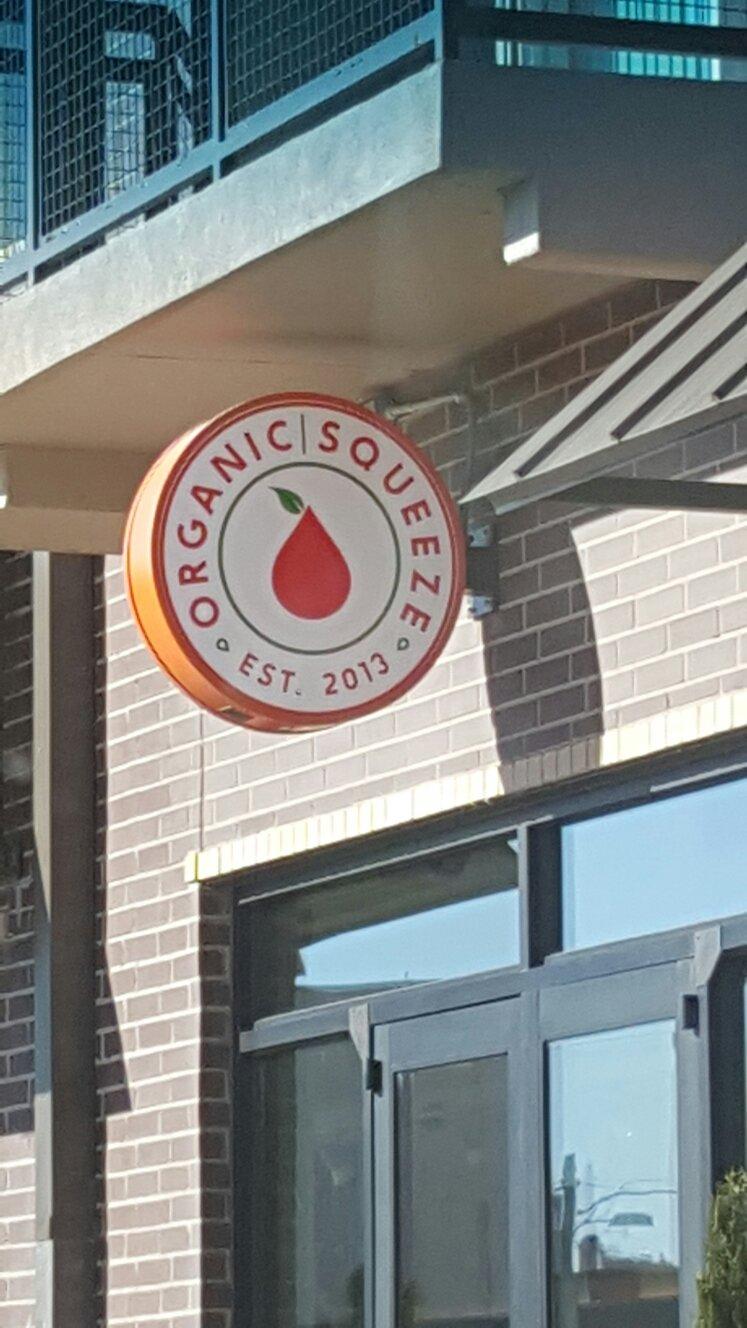 R
ORGANIC | SQUEEZE
EST. 2013